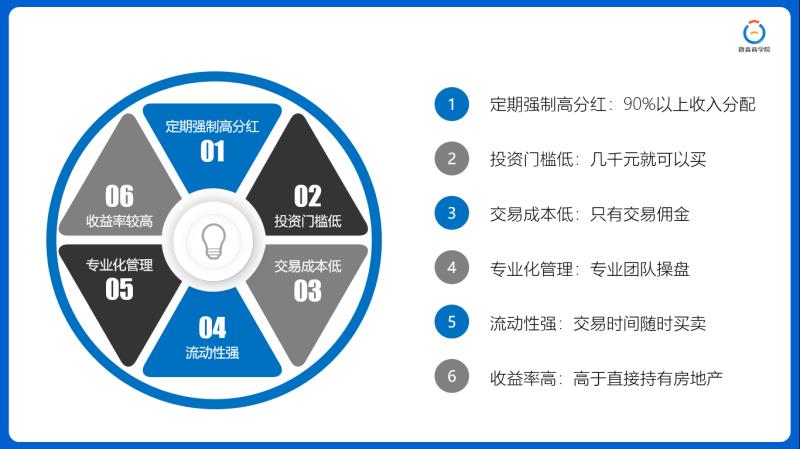 微淼商学院
定期强制高分红
01
02
投资门槛低
交易成本低
03
04
流动性强
专业化管理
05
06
收益率较高
1 定期强制高分红：90%以上收入分配
2 投资门槛低：几千元就可以买
3 交易成本低：只有交易佣金
4 专业化管理：专业团队操盘
5 流动性强：交易时间随时买卖
6 收益率高：高于直接持有房地产